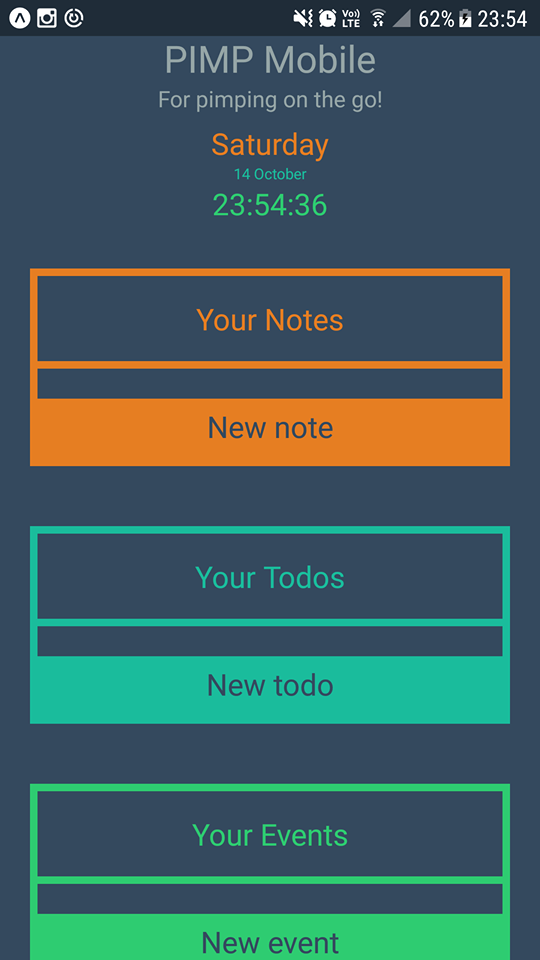 Vo))
LTE
62%
23:54
PIMP Mobile
For pimping on the go!
Saturday
14 October
23:54:36
Your Notes
New note
Your Todos
New todo
Your Events
New event